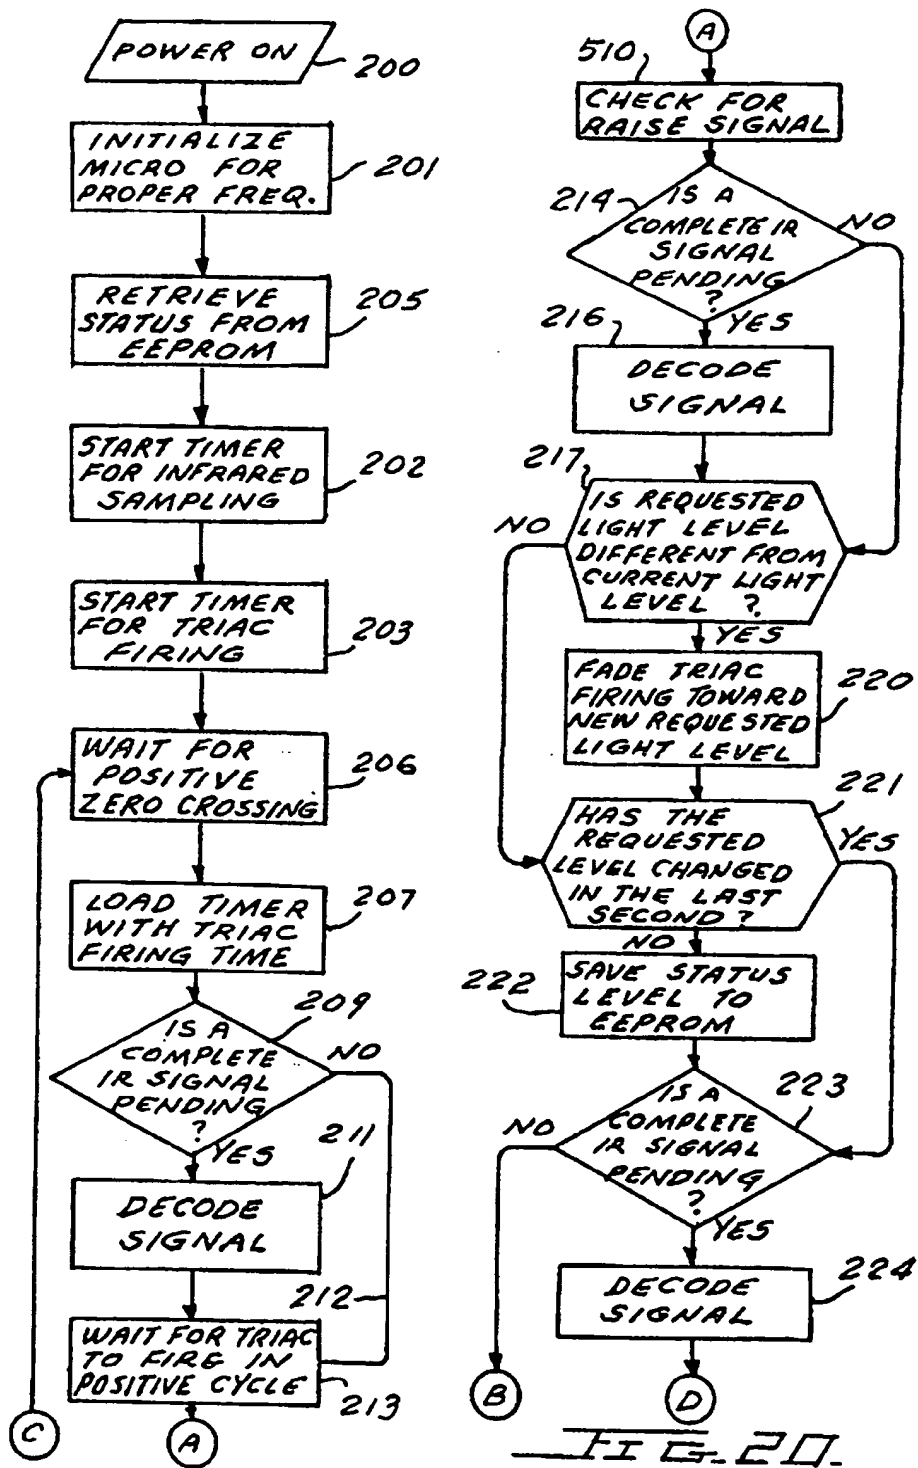 POWER ON
200
INITIALIZE
MICRO FOR
PROPER FREQ.
201
RETRIEVE
STATUS FROM
EEPROM
205
START TIMER
FOR INFRARED
SAMPLING
202
START TIMER
FOR TRIAC
FIRING
203
WAIT FOR
POSITIVE
ZERO CROSSING
206
LOAD TIMER
WITH TRIAC
FIRING TIME
207
209
IS A
COMPLETE
IR SIGNAL
PENDING
?
NO
YES
211
DECODE
SIGNAL
212
WAIT FOR TRIAC
TO FIRE IN
POSITIVE CYCLE
213
C
A
A
510
CHECK FOR
RAISE SIGNAL
214
IS A
COMPLETE IR
SIGNAL
PENDING
?
NO
YES
216
DECODE
SIGNAL
217
IS REQUESTED
LIGHT LEVEL
DIFFERENT FROM
CURRENT LIGHT
LEVEL ?
NO
YES
FADE TRIAC
FIRING TOWARD
NEW REQUESTED
LIGHT LEVEL
220
221
HAS THE
REQUESTED
LEVEL CHANGED
IN THE LAST
SECOND ?
YES
NO
222
SAVE STATUS
LEVEL TO
EEPROM
223
IS A
COMPLETE
IR SIGNAL
PENDING
?
NO
YES
224
DECODE
SIGNAL
B
D
FIG. 20.